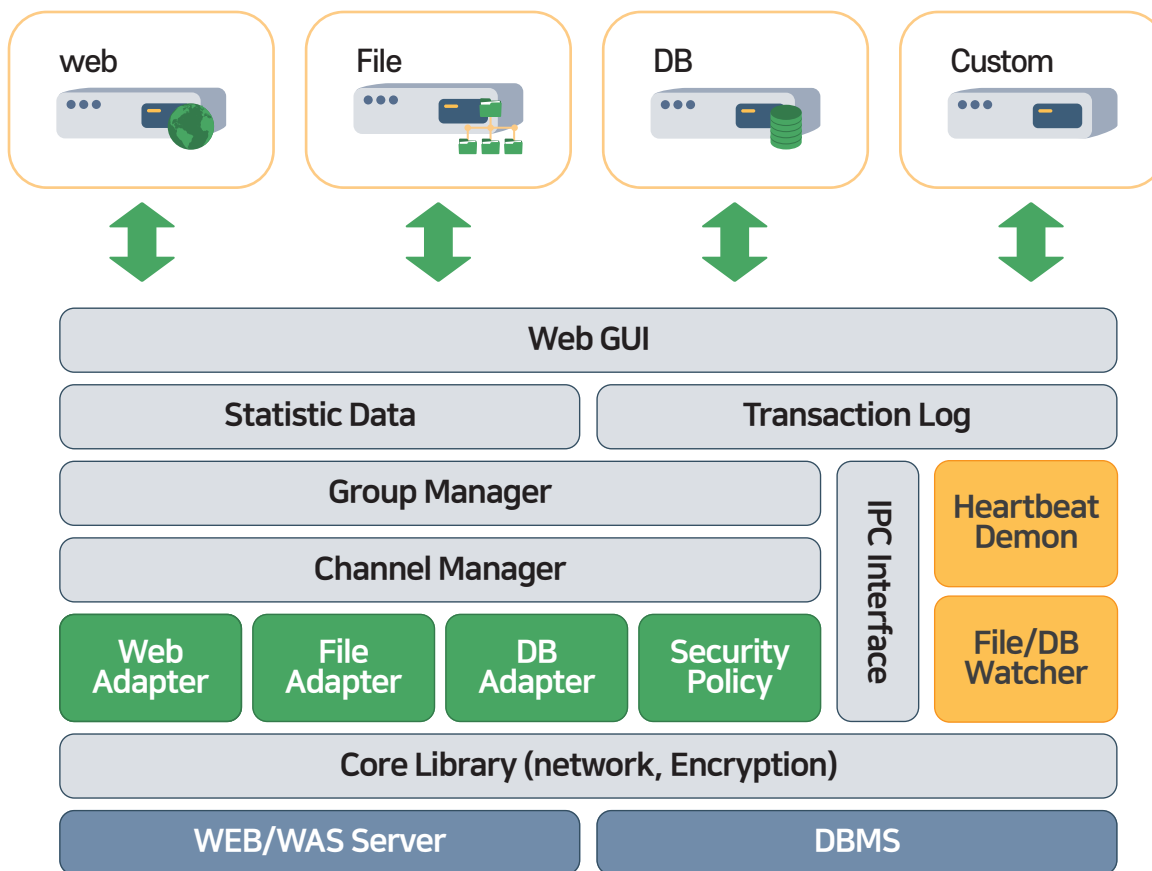 web
File
DB
Custom
Web GUI
Statistic Data
Transaction Log
Group Manager
Channel Manager
IPC Interface
Heartbeat
Demon
Web
Adapter
File
Adapter
DB
Adapter
Security
Policy
File/DB
Watcher
Core Library (network, Encryption)
WEB/WAS Server
DBMS